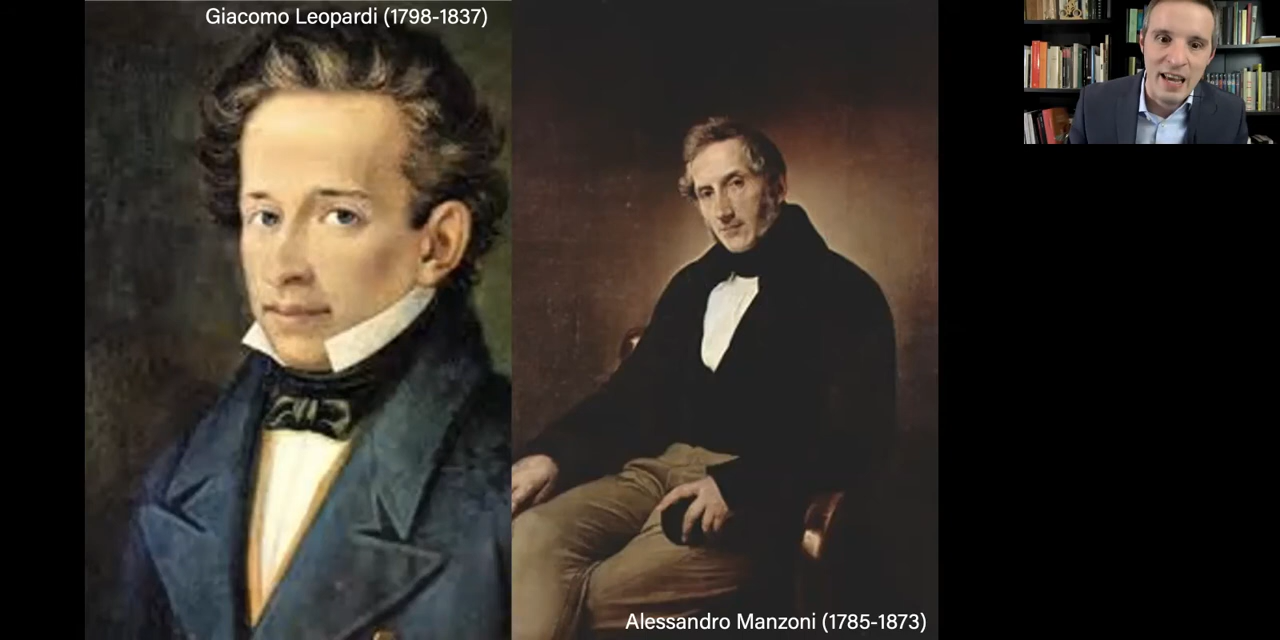 Giacomo Leopardi (1798-1837)
Alessandro Manzoni (1785-1873)